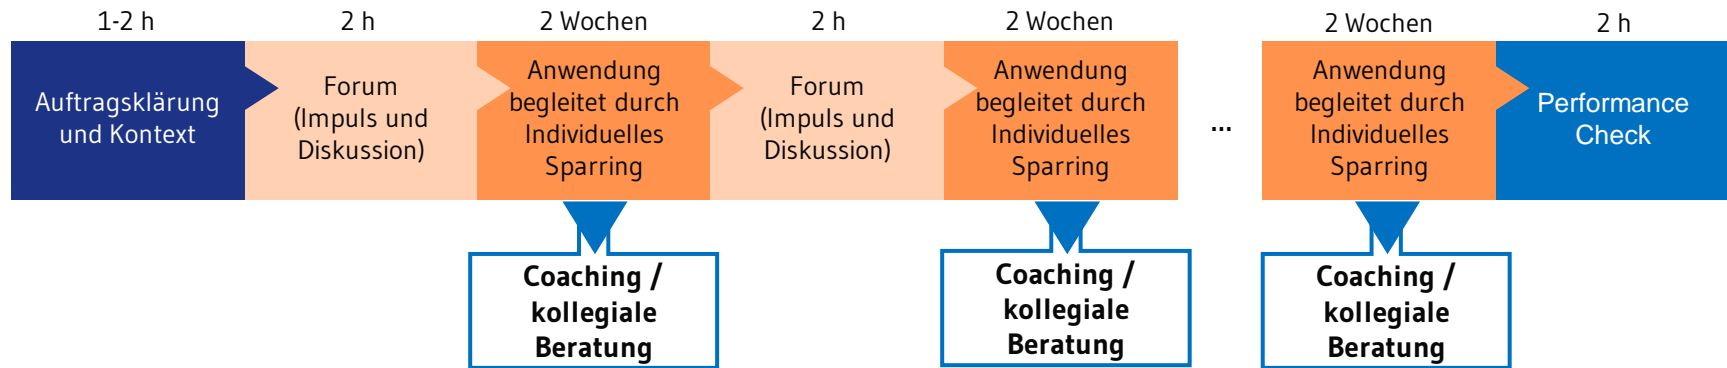 1-2 h
2 h
2 Wochen
2 h
2 Wochen
2 Wochen
2 h
Auftragsklärung
und Kontext
Forum
(Impuls und
Diskussion)
Anwendung
begleitet durch
Individuelles
Sparring
Forum
(Impuls und
Diskussion)
Anwendung
begleitet durch
Individuelles
Sparring
...
Anwendung
begleitet durch
Individuelles
Sparring
Performance
Check
Coaching /
kollegiale
Beratung
Coaching /
kollegiale
Beratung
Coaching /
kollegiale
Beratung